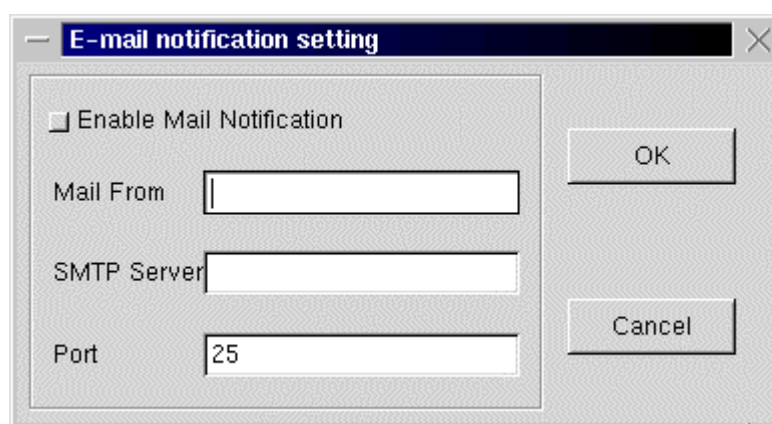 E-mail notification setting
Enable Mail Notification
Mail From
SMTP Server
Port 25
OK
Cancel